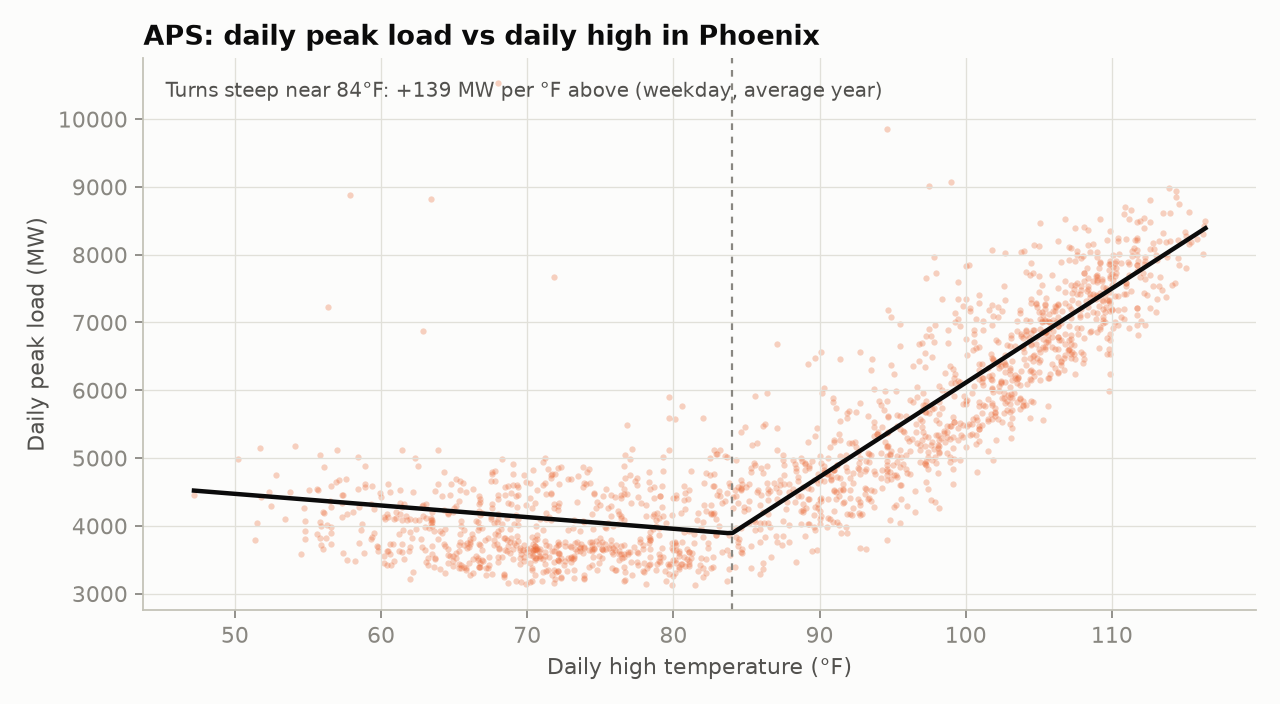 APS: daily peak load vs daily high in Phoenix
Turns steep near 84°F: +139 MW per °F above (weekday, average year)
10000
9000
8000
7000
6000
5000
4000
3000
Daily peak load (MW)
50 60 70 80 90 100 110
Daily high temperature (°F)